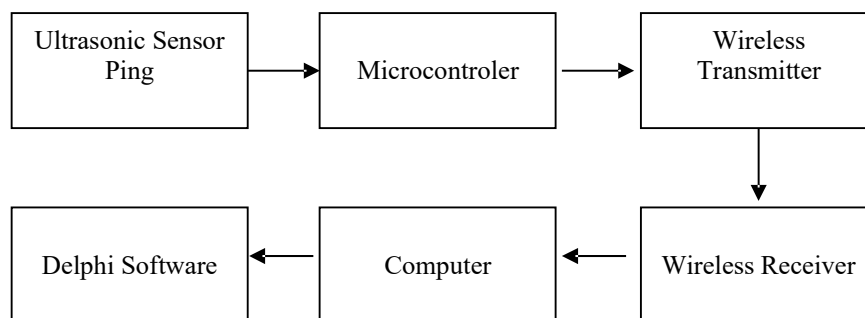 Ultrasonic Sensor
Ping
Microcontroler
Wireless
Transmitter
Delphi Software
Computer
Wireless Receiver